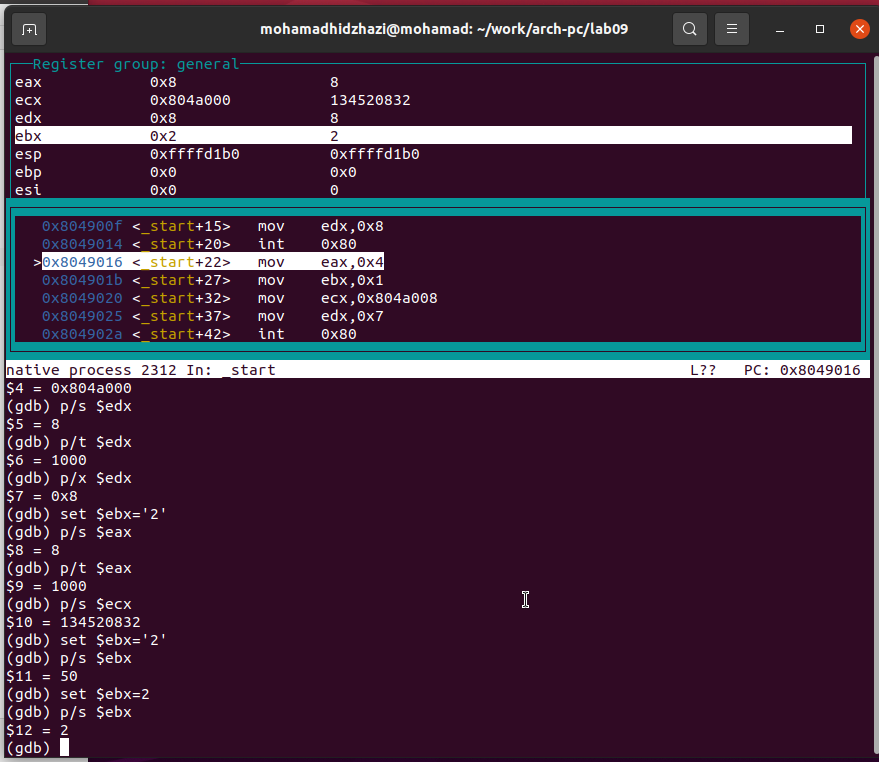 mohamadhidzhazi@mohamad: ~/work/arch-pc/lab09
Register group: general
eax 0x8 8
ecx 0x804a000 134520832
edx 0x8 8
ebx 0x2 2
esp 0xffffd1b0 0xffffd1b0
ebp 0x0 0x0
esi 0x0 0
0x804900f <_start+15> mov edx,0x8
0x8049014 <_start+20> int 0x80
>0x8049016 <_start+22> mov eax,0x4
0x804901b <_start+27> mov ebx,0x1
0x8049020 <_start+32> mov ecx,0x804a008
0x8049025 <_start+37> mov edx,0x7
0x804902a <_start+42> int 0x80
native process 2312 In: _start L?? PC: 0x8049016
$4 = 0x804a000
(gdb) p/s $edx
$5 = 8
(gdb) p/t $edx
$6 = 1000
(gdb) p/x $edx
$7 = 0x8
(gdb) set $ebx='2'
(gdb) p/s $eax
$8 = 8
(gdb) p/t $eax
$9 = 1000
(gdb) p/s $ecx
$10 = 134520832
(gdb) set $ebx='2'
(gdb) p/s $ebx
$11 = 50
(gdb) set $ebx=2
(gdb) p/s $ebx
$12 = 2
(gdb)